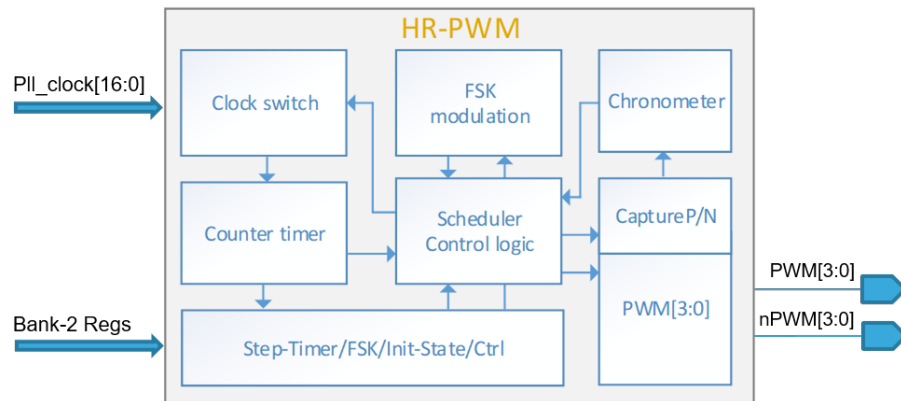 HR-PWM
Pll_clock[16:0]
Clock switch
FSK
modulation
Chronometer
Counter timer
Scheduler
Control logic
CaptureP/N
PWM[3:0]
Bank-2 Regs
Step-Timer/FSK/Init-State/Ctrl
PWM[3:0]
nPWM[3:0]